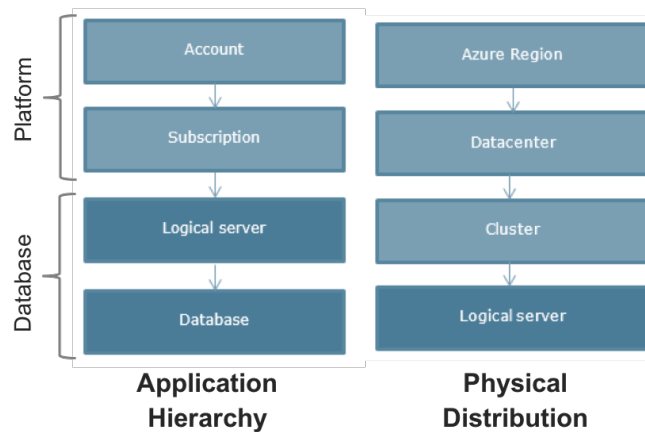 Platform
Database
Account
Subscription
Logical server
Database
Application
Hierarchy
Azure Region
Datacenter
Cluster
Logical server
Physical
Distribution